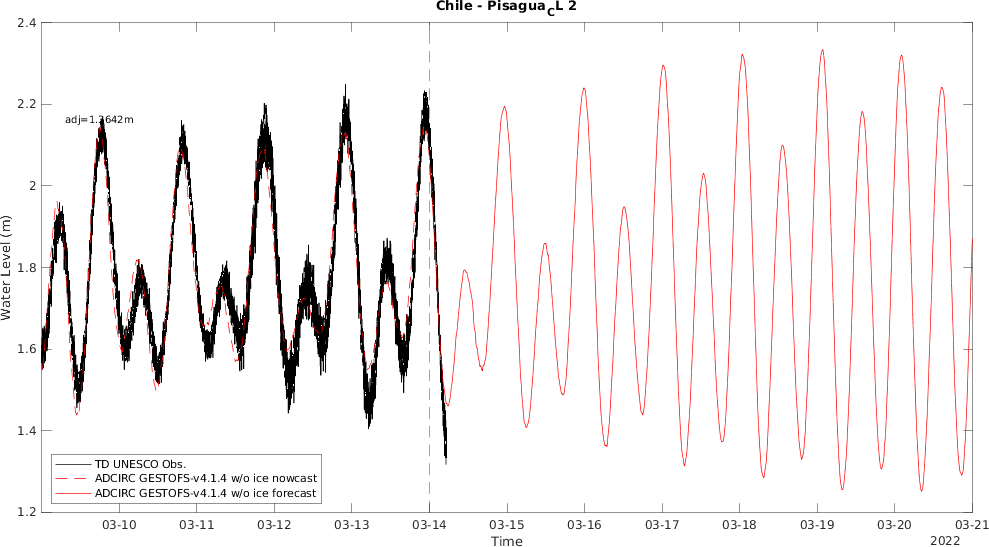 Chile - Pisagua_CL 2
2.4
2.2
2
1.8
1.6
1.4
1.2
Water Level (m)
adj=1.2642m
TD UNESCO Obs.
ADCIRC GESTOFS-v4.1.4 w/o ice nowcast
ADCIRC GESTOFS-v4.1.4 w/o ice forecast
03-10 03-11 03-12 03-13 03-14 03-15 03-16 03-17 03-18 03-19 03-20 03-21
Time
2022